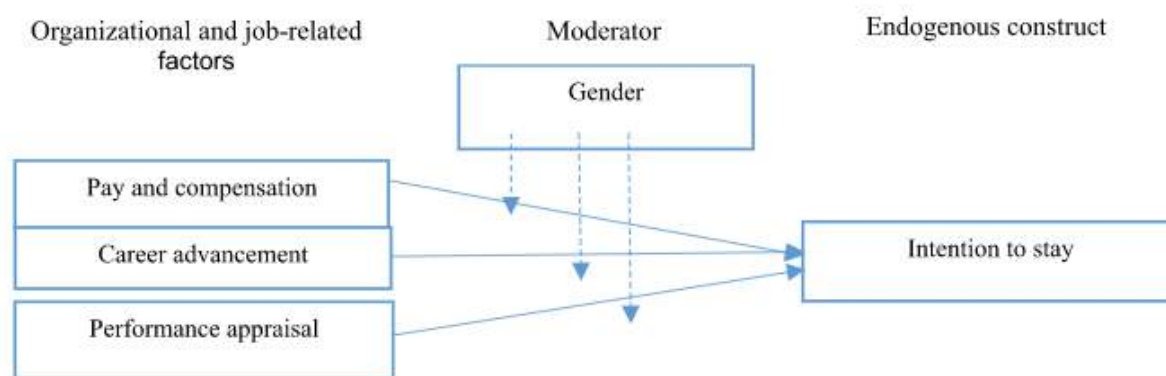 Organizational and job-related
factors
Moderator
Endogenous construct
Gender
Pay and compensation
Career advancement
Performance appraisal
Intention to stay